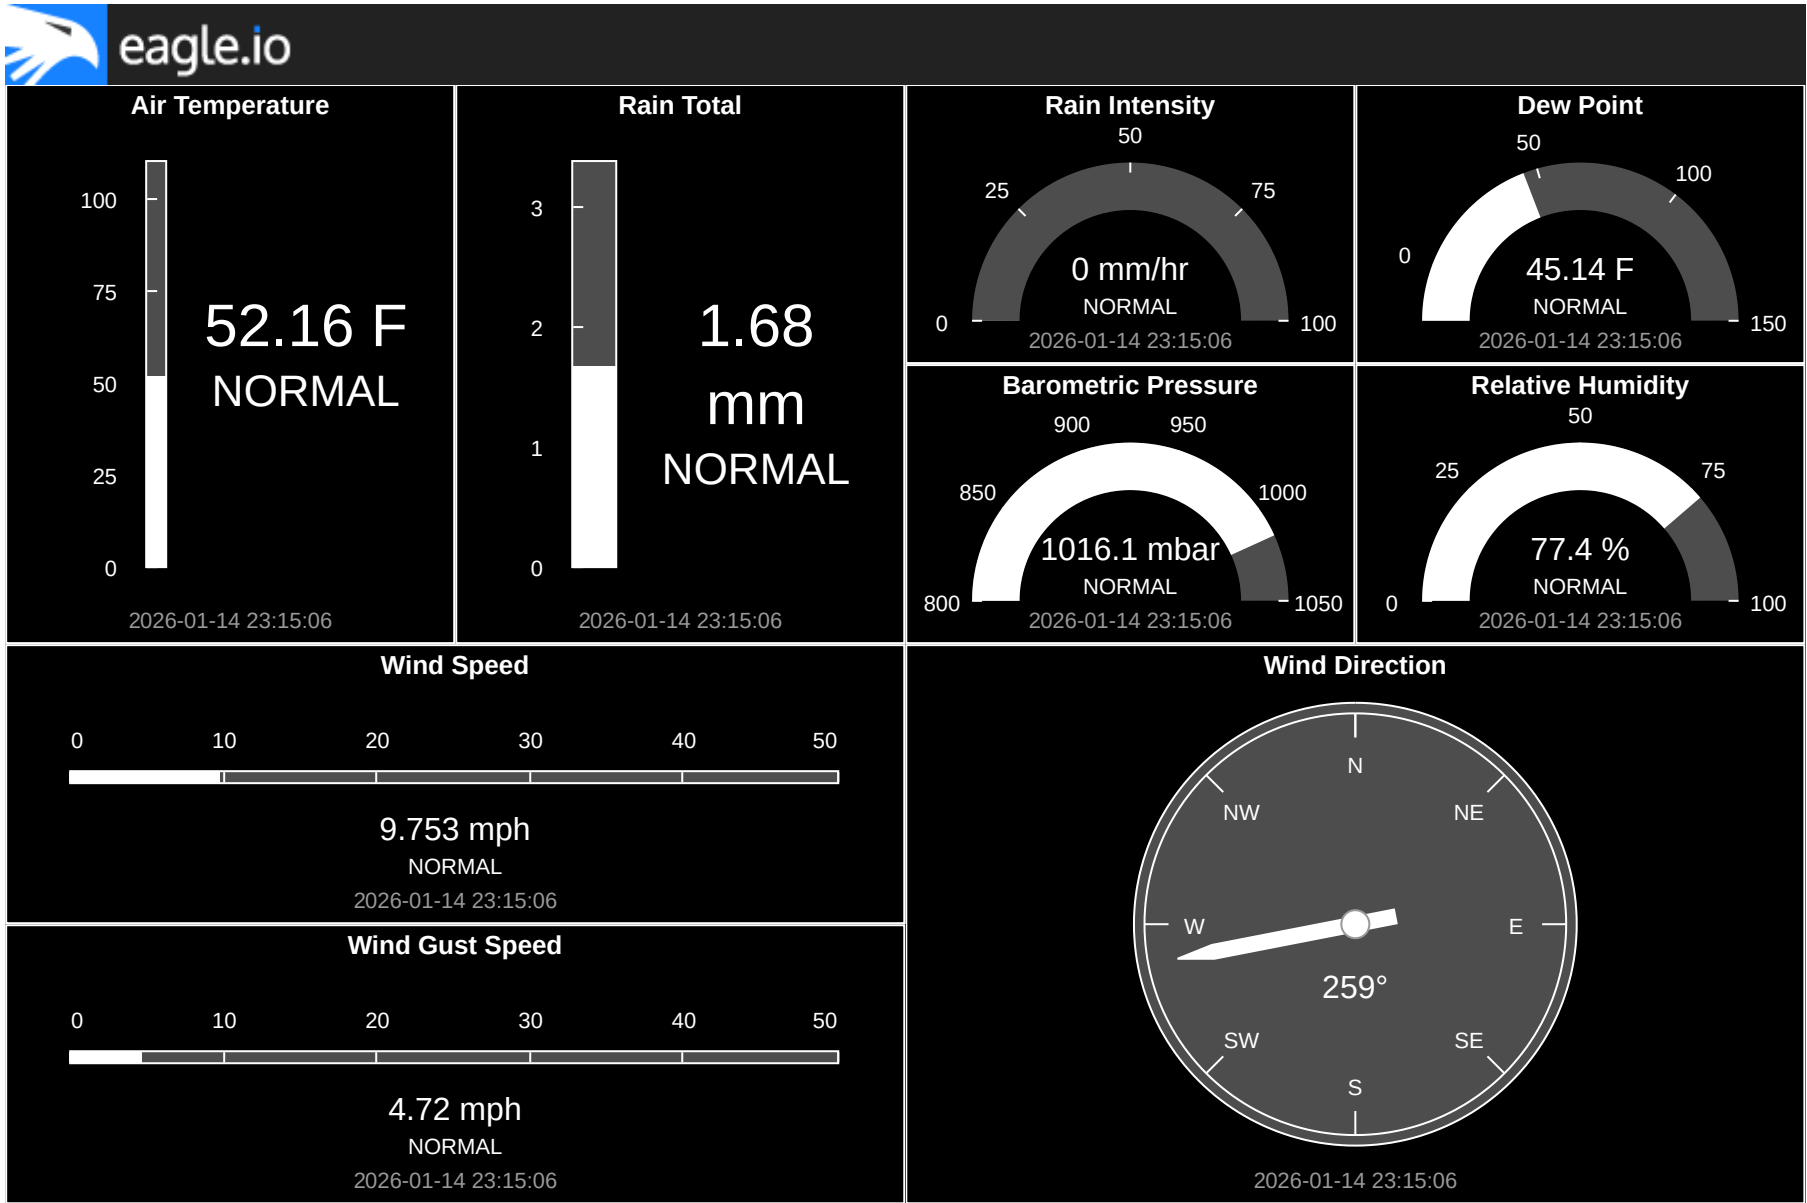 eagle.io
Air Temperature
100
75
50
25
0
52.16 F
NORMAL
2026-01-14 23:15:06
Rain Total
3
2
1
0
1.68
mm
NORMAL
2026-01-14 23:15:06
Rain Intensity
0
25
50
75
100
0 mm/hr
NORMAL
2026-01-14 23:15:06
Dew Point
0
50
100
150
45.14 F
NORMAL
2026-01-14 23:15:06
Barometric Pressure
800
850
900
950
1000
1050
1016.1 mbar
NORMAL
2026-01-14 23:15:06
Relative Humidity
0
25
50
75
100
77.4 %
NORMAL
2026-01-14 23:15:06
Wind Speed
0 10 20 30 40 50
9.753 mph
NORMAL
2026-01-14 23:15:06
Wind Gust Speed
0 10 20 30 40 50
4.72 mph
NORMAL
2026-01-14 23:15:06
Wind Direction
N
NW NE
W E
259°
SW SE
S
2026-01-14 23:15:06